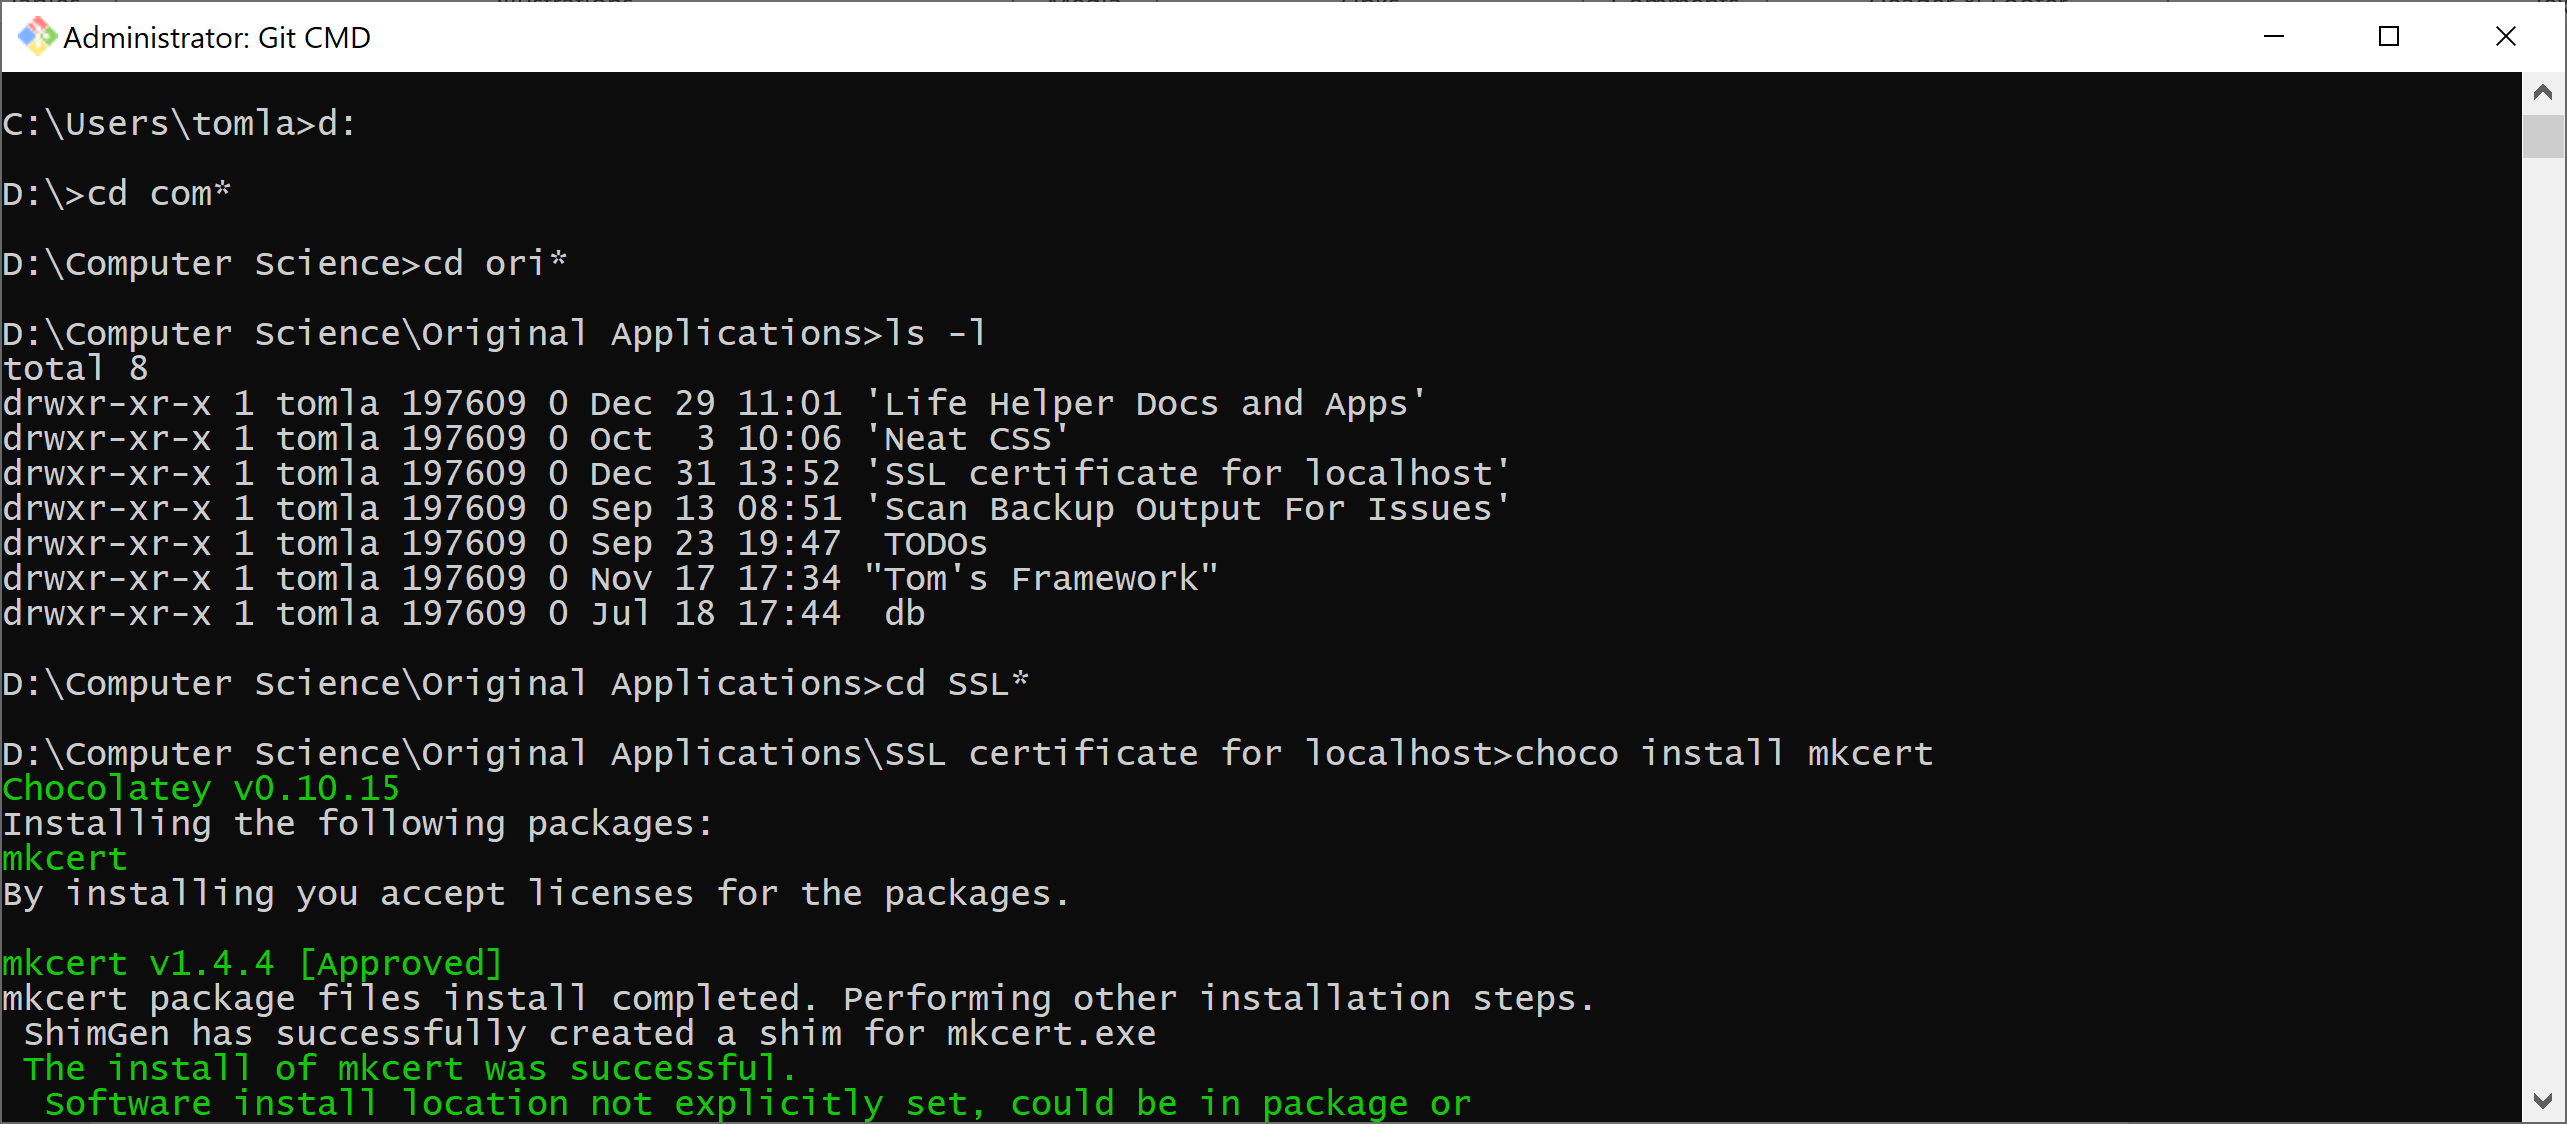 Administrator: Git CMD
C:\Users\tomla>d:
D:\>cd com*
D:\Computer Science>cd ori*
D:\Computer Science\Original Applications>ls -l
total 8
drwxr-xr-x 1 tomla 197609 0 Dec 29 11:01 'Life Helper Docs and Apps'
drwxr-xr-x 1 tomla 197609 0 Oct  3 10:06 'Neat CSS'
drwxr-xr-x 1 tomla 197609 0 Dec 31 13:52 'SSL certificate for localhost'
drwxr-xr-x 1 tomla 197609 0 Sep 13 08:51 'Scan Backup Output For Issues'
drwxr-xr-x 1 tomla 197609 0 Sep 23 19:47  TODOs
drwxr-xr-x 1 tomla 197609 0 Nov 17 17:34 "Tom's Framework"
drwxr-xr-x 1 tomla 197609 0 Jul 18 17:44  db
D:\Computer Science\Original Applications>cd SSL*
D:\Computer Science\Original Applications\SSL certificate for localhost>choco install mkcert
Chocolatey v0.10.15
Installing the following packages:
mkcert
By installing you accept licenses for the packages.
mkcert v1.4.4 [Approved]
mkcert package files install completed. Performing other installation steps.
 ShimGen has successfully created a shim for mkcert.exe
 The install of mkcert was successful.
  Software install location not explicitly set, could be in package or